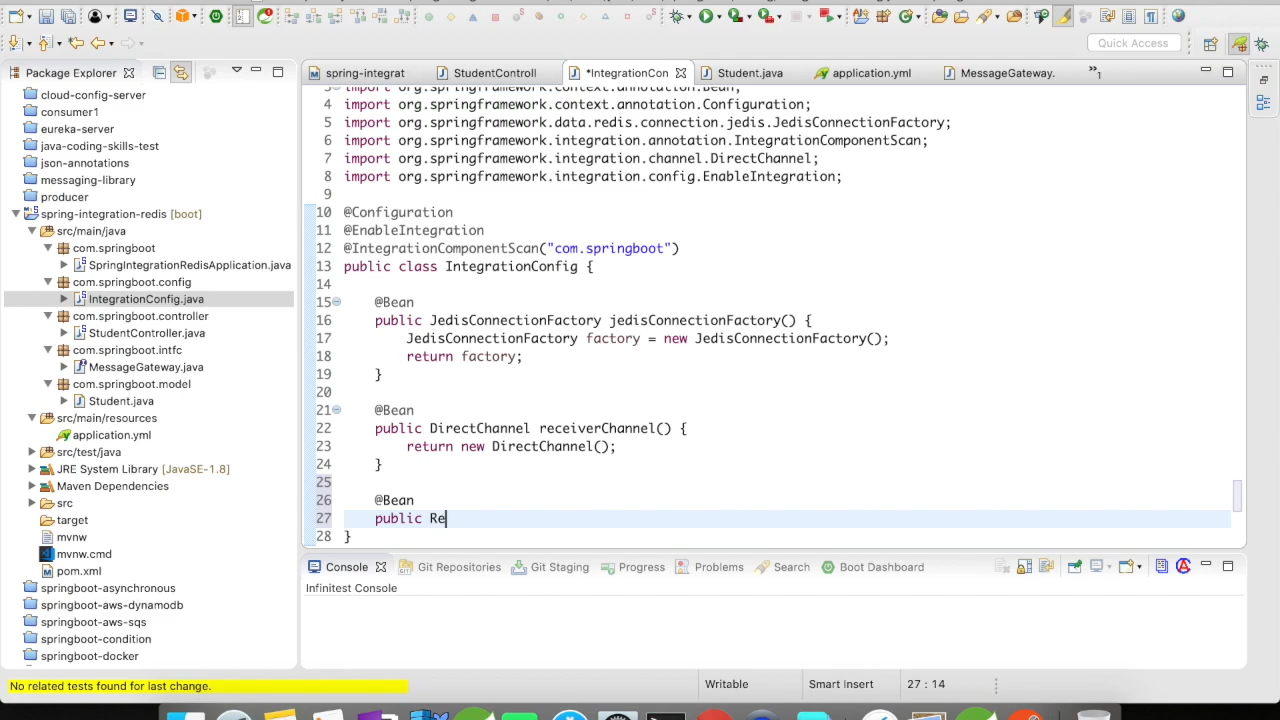 Quick Access
Package Explorer
spring-integrat
StudentControll
*IntegrationCon
Student.java
application.yml
MessageGateway.
»1
cloud-config-server
consumer1
eureka-server
java-coding-skills-test
json-annotations
messaging-library
producer
spring-integration-redis [boot]
src/main/java
com.springboot
SpringIntegrationRedisApplication.java
com.springboot.config
IntegrationConfig.java
com.springboot.controller
StudentController.java
com.springboot.intfc
MessageGateway.java
com.springboot.model
Student.java
src/main/resources
application.yml
src/test/java
JRE System Library [JavaSE-1.8]
Maven Dependencies
src
target
mvnw
mvnw.cmd
pom.xml
springboot-asynchronous
springboot-aws-dynamodb
springboot-aws-sqs
springboot-condition
springboot-docker
3 import org.springframework.context.annotation.Bean;
4 import org.springframework.context.annotation.Configuration;
5 import org.springframework.data.redis.connection.jedis.JedisConnectionFactory;
6 import org.springframework.integration.annotation.IntegrationComponentScan;
7 import org.springframework.integration.channel.DirectChannel;
8 import org.springframework.integration.config.EnableIntegration;
9
10 @Configuration
11 @EnableIntegration
12 @IntegrationComponentScan("com.springboot")
13 public class IntegrationConfig {
14
15 @Bean
16 public JedisConnectionFactory jedisConnectionFactory() {
17 JedisConnectionFactory factory = new JedisConnectionFactory();
18 return factory;
19 }
20
21 @Bean
22 public DirectChannel receiverChannel() {
23 return new DirectChannel();
24 }
25
26 @Bean
27 public Re
28 }
Console
Git Repositories
Git Staging
Progress
Problems
Search
Boot Dashboard
Infinitest Console
No related tests found for last change.
Writable
Smart Insert
27 : 14